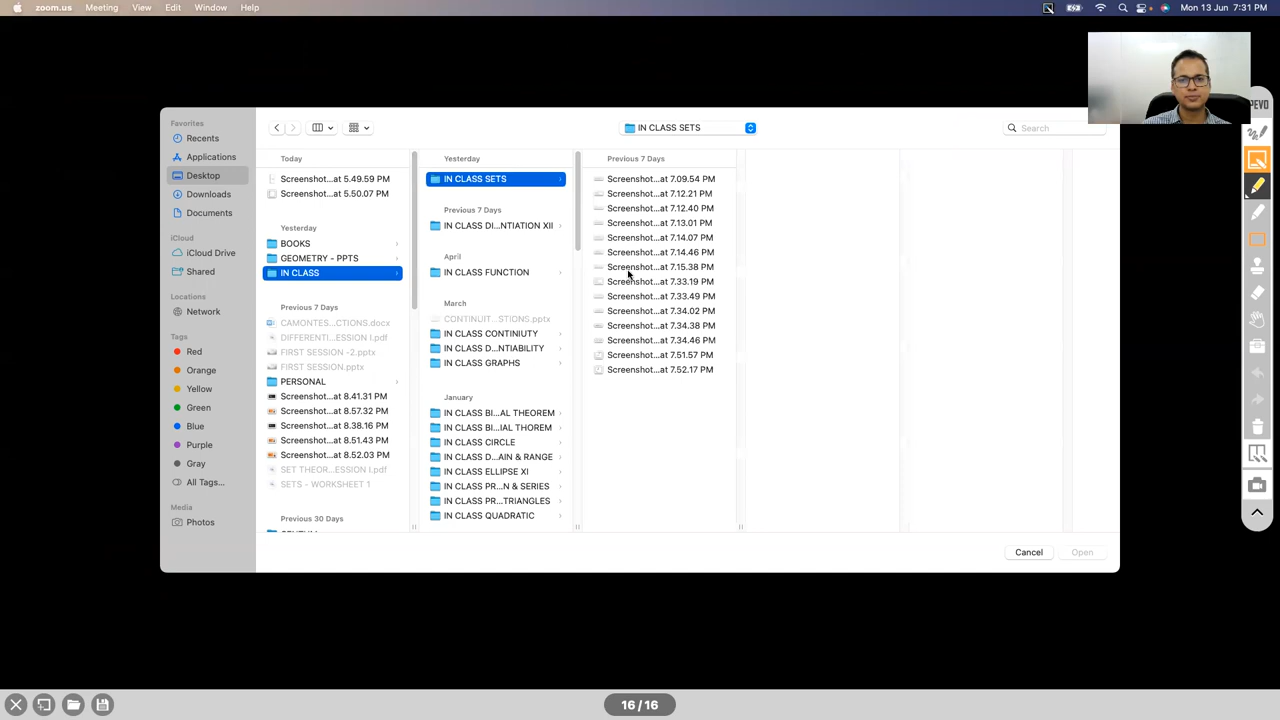 zoom.us Meeting View Edit Window Help
Mon 13 Jun 7:31 PM
EVO
Favorites
Recents
Applications
Desktop
Downloads
Documents
iCloud
iCloud Drive
Shared
Locations
Network
Tags
Red
Orange
Yellow
Green
Blue
Purple
Gray
All Tags...
Media
Photos
IN CLASS SETS
Search
Today
Screenshot...at 5.49.59 PM
Screenshot...at 5.50.07 PM
Yesterday
BOOKS
GEOMETRY - PPTS
IN CLASS
Previous 7 Days
CAMONTES...CTIONS.docx
DIFFERENTI...ESSION I.pdf
FIRST SESSION -2.pptx
FIRST SESSION.pptx
PERSONAL
Screenshot...at 8.41.31 PM
Screenshot...at 8.57.32 PM
Screenshot...at 8.38.16 PM
Screenshot...at 8.51.43 PM
Screenshot...at 8.52.03 PM
SET THEOR...ESSION I.pdf
SETS - WORKSHEET 1
Previous 30 Days
Yesterday
IN CLASS SETS
Previous 7 Days
IN CLASS DI...NTIATION XII
April
IN CLASS FUNCTION
March
CONTINUIT...STIONS.pptx
IN CLASS CONTINIUTY
IN CLASS D...NTIABILITY
IN CLASS GRAPHS
January
IN CLASS BI...AL THEOREM
IN CLASS BI...IAL THOREM
IN CLASS CIRCLE
IN CLASS D...AIN & RANGE
IN CLASS ELLIPSE XI
IN CLASS PR...N & SERIES
IN CLASS PR...TRIANGLES
IN CLASS QUADRATIC
Previous 7 Days
Screenshot...at 7.09.54 PM
Screenshot...at 7.12.21 PM
Screenshot...at 7.12.40 PM
Screenshot...at 7.13.01 PM
Screenshot...at 7.14.07 PM
Screenshot...at 7.14.46 PM
Screenshot...at 7.15.38 PM
Screenshot...at 7.33.19 PM
Screenshot...at 7.33.49 PM
Screenshot...at 7.34.02 PM
Screenshot...at 7.34.38 PM
Screenshot...at 7.34.46 PM
Screenshot...at 7.51.57 PM
Screenshot...at 7.52.17 PM
Cancel
Open
16 / 16